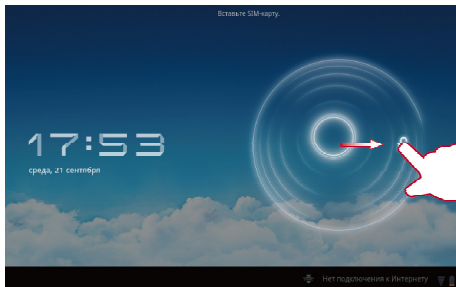 Вставьте SIM-карту.
17:53
среда, 21 сентября
Нет подключения к Интернету